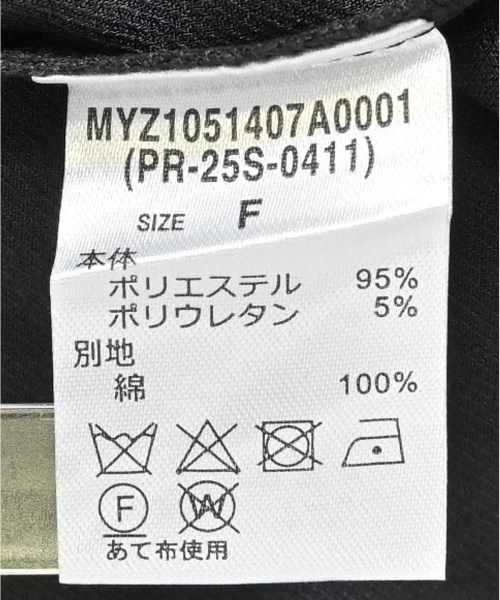 MYZ1051407A0001
(PR-25S-0411)
SIZE F
本体
ポリエステル 95%
ポリウレタン 5%
別地
綿 100%
F W
あて布使用